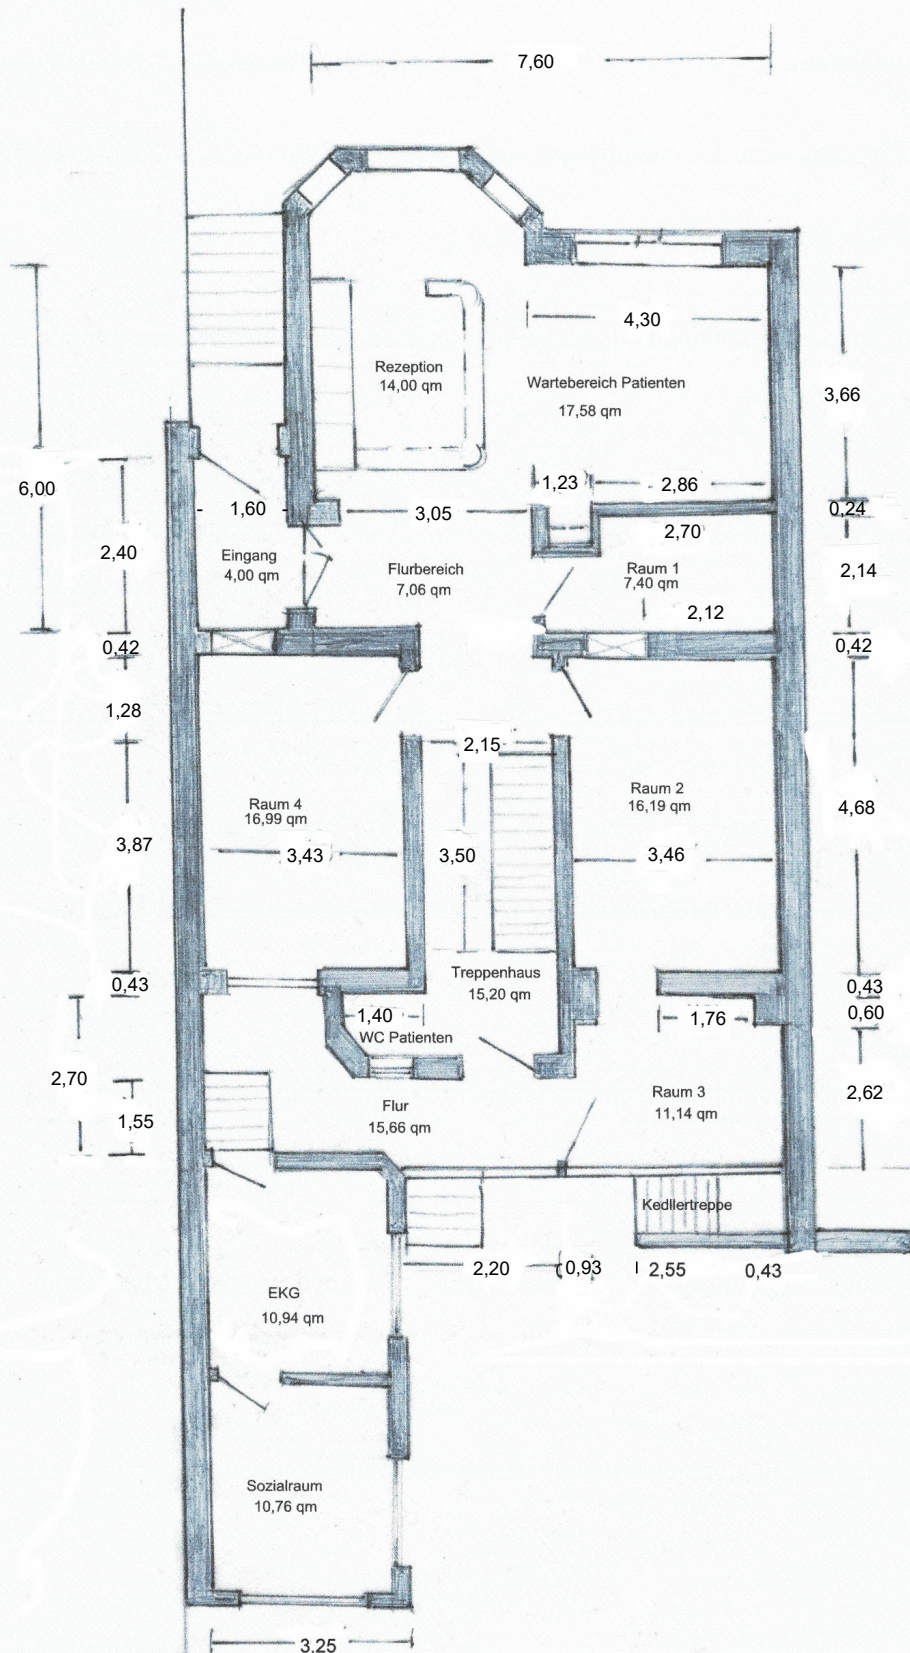 7,60
4,30
Rezeption
14,00 qm
Wartebereich Patienten
17,58 qm
3,66
6,00
1,23
2,86
1,60
3,05
0,24
2,70
2,40
Eingang
4,00 qm
Flurbereich
7,06 qm
Raum 1
7,40 qm
2,14
2,12
0,42
0,42
1,28
2,15
Raum 4
16,99 qm
Raum 2
16,19 qm
4,68
3,87
3,43
3,50
3,46
0,43
Treppenhaus
15,20 qm
0,43
1,40
1,76
0,60
WC Patienten
2,70
1,55
Flur
15,66 qm
Raum 3
11,14 qm
2,62
Kedllertreppe
2,20
0,93
2,55
0,43
EKG
10,94 qm
Sozialraum
10,76 qm
3,25